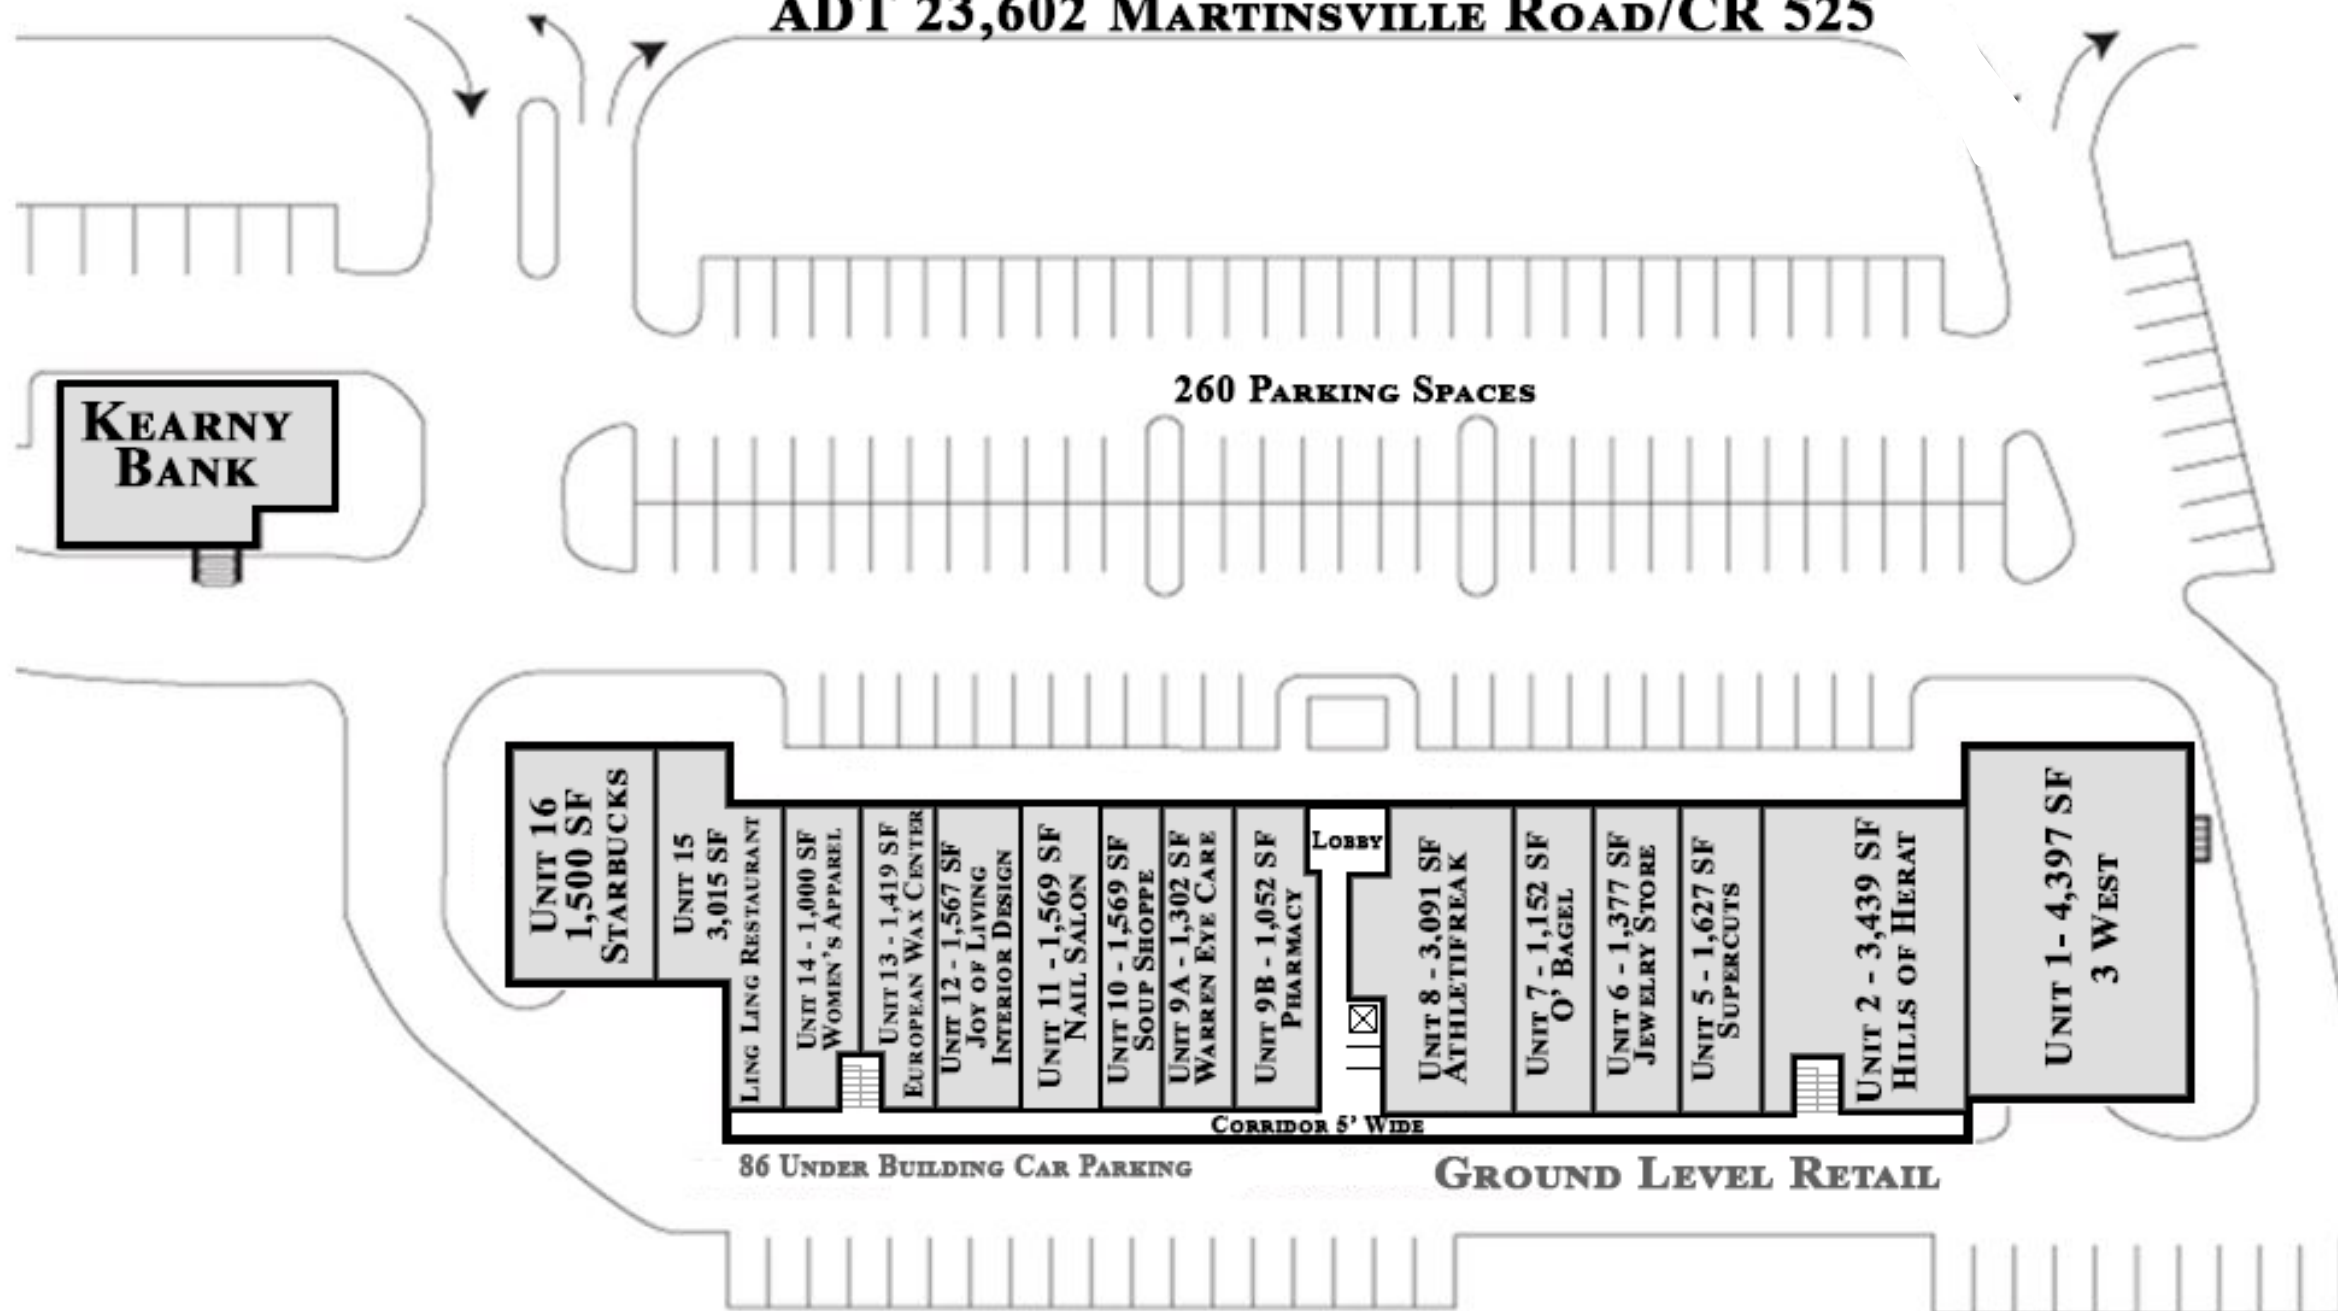 ADT 23,602 Martinsville Road/CR 525
260 Parking Spaces
Kearny
Bank
Unit 16
1,500 SF
Starbucks
Unit 15
3,015 SF
Ling Ling Restaurant
Unit 14 - 1,000 SF
Women's Apparel
Unit 13 - 1,419 SF
European Wax Center
Unit 12 - 1,567 SF
Joy of Living
Interior Design
Unit 11 - 1,569 SF
Nail Salon
Unit 10 - 1,569 SF
Soup Shoppe
Unit 9A - 1,302 SF
Warren Eye Care
Unit 9B - 1,052 SF
Pharmacy
Lobby
Unit 8 - 3,091 SF
Athletifreak
Unit 7 - 1,152 SF
O' Bagel
Unit 6 - 1,377 SF
Jewelry Store
Unit 5 - 1,627 SF
Supercuts
Unit 2 - 3,439 SF
Hills of Herat
Unit 1- 4,397 SF
3 West
Corridor 5' Wide
86 Under Building Car Parking
Ground Level Retail